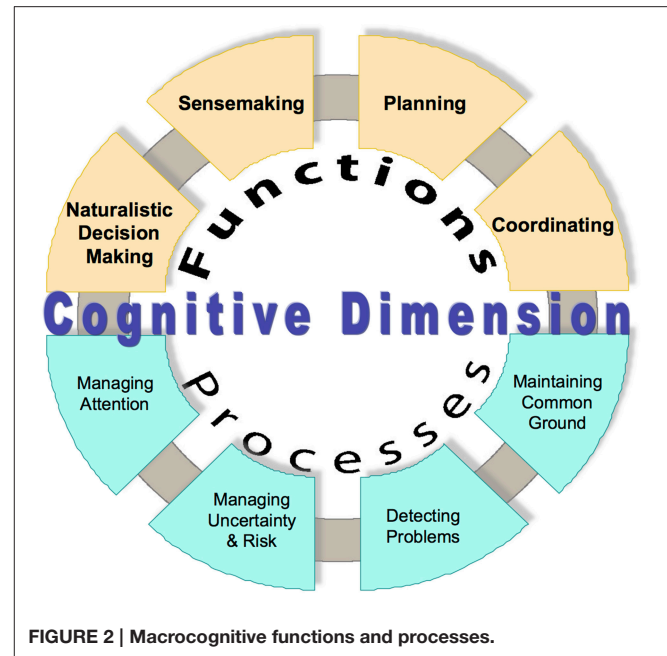 Sensemaking
Planning
Naturalistic
Decision
Making
Coordinating
Functions
Cognitive Dimension
Processes
Managing
Attention
Maintaining
Common
Ground
Managing
Uncertainty
& Risk
Detecting
Problems
FIGURE 2 | Macrocognitive functions and processes.